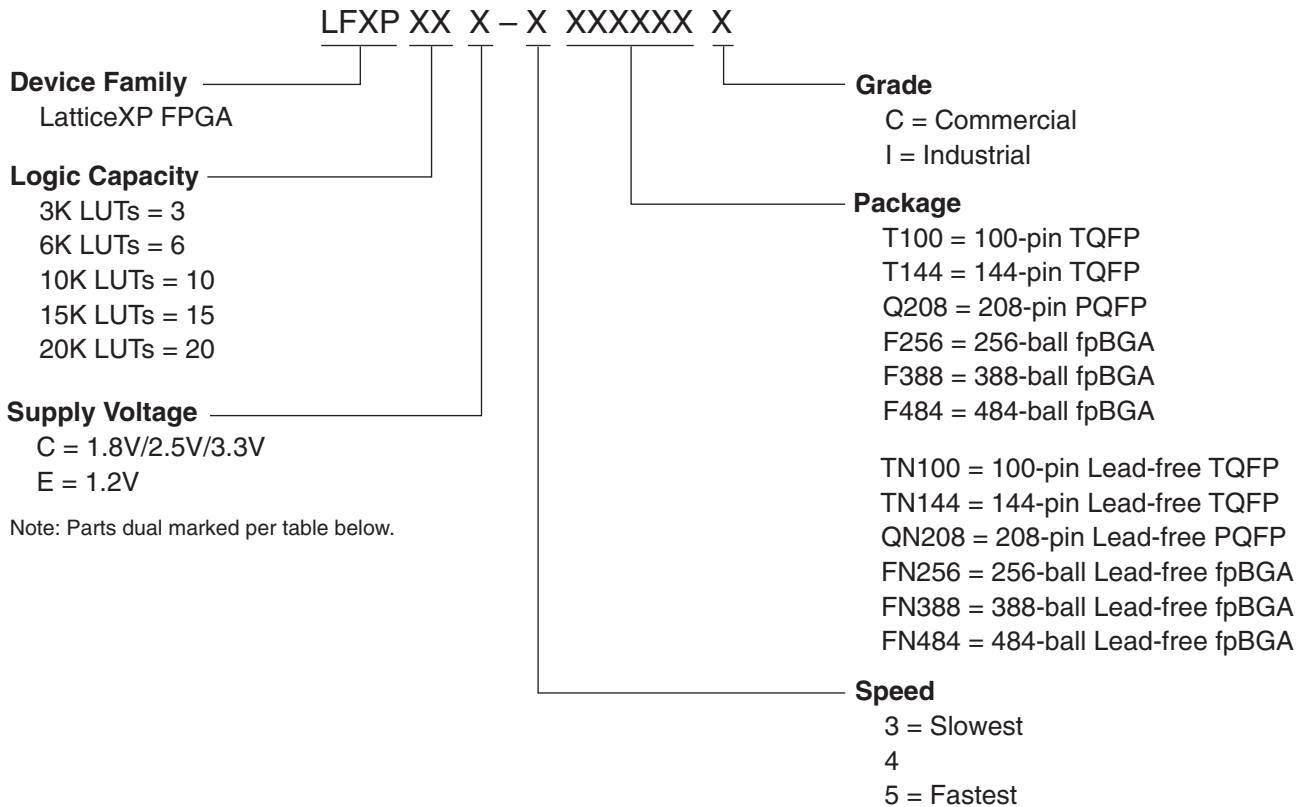 LFXP XX X – X XXXXXX X
Device Family
LatticeXP FPGA
Logic Capacity
3K LUTs = 3
6K LUTs = 6
10K LUTs = 10
15K LUTs = 15
20K LUTs = 20
Supply Voltage
C = 1.8V/2.5V/3.3V
E = 1.2V
Note: Parts dual marked per table below.
Grade
C = Commercial
I = Industrial
Package
T100 = 100-pin TQFP
T144 = 144-pin TQFP
Q208 = 208-pin PQFP
F256 = 256-ball fpBGA
F388 = 388-ball fpBGA
F484 = 484-ball fpBGA
TN100 = 100-pin Lead-free TQFP
TN144 = 144-pin Lead-free TQFP
QN208 = 208-pin Lead-free PQFP
FN256 = 256-ball Lead-free fpBGA
FN388 = 388-ball Lead-free fpBGA
FN484 = 484-ball Lead-free fpBGA
Speed
3 = Slowest
4
5 = Fastest